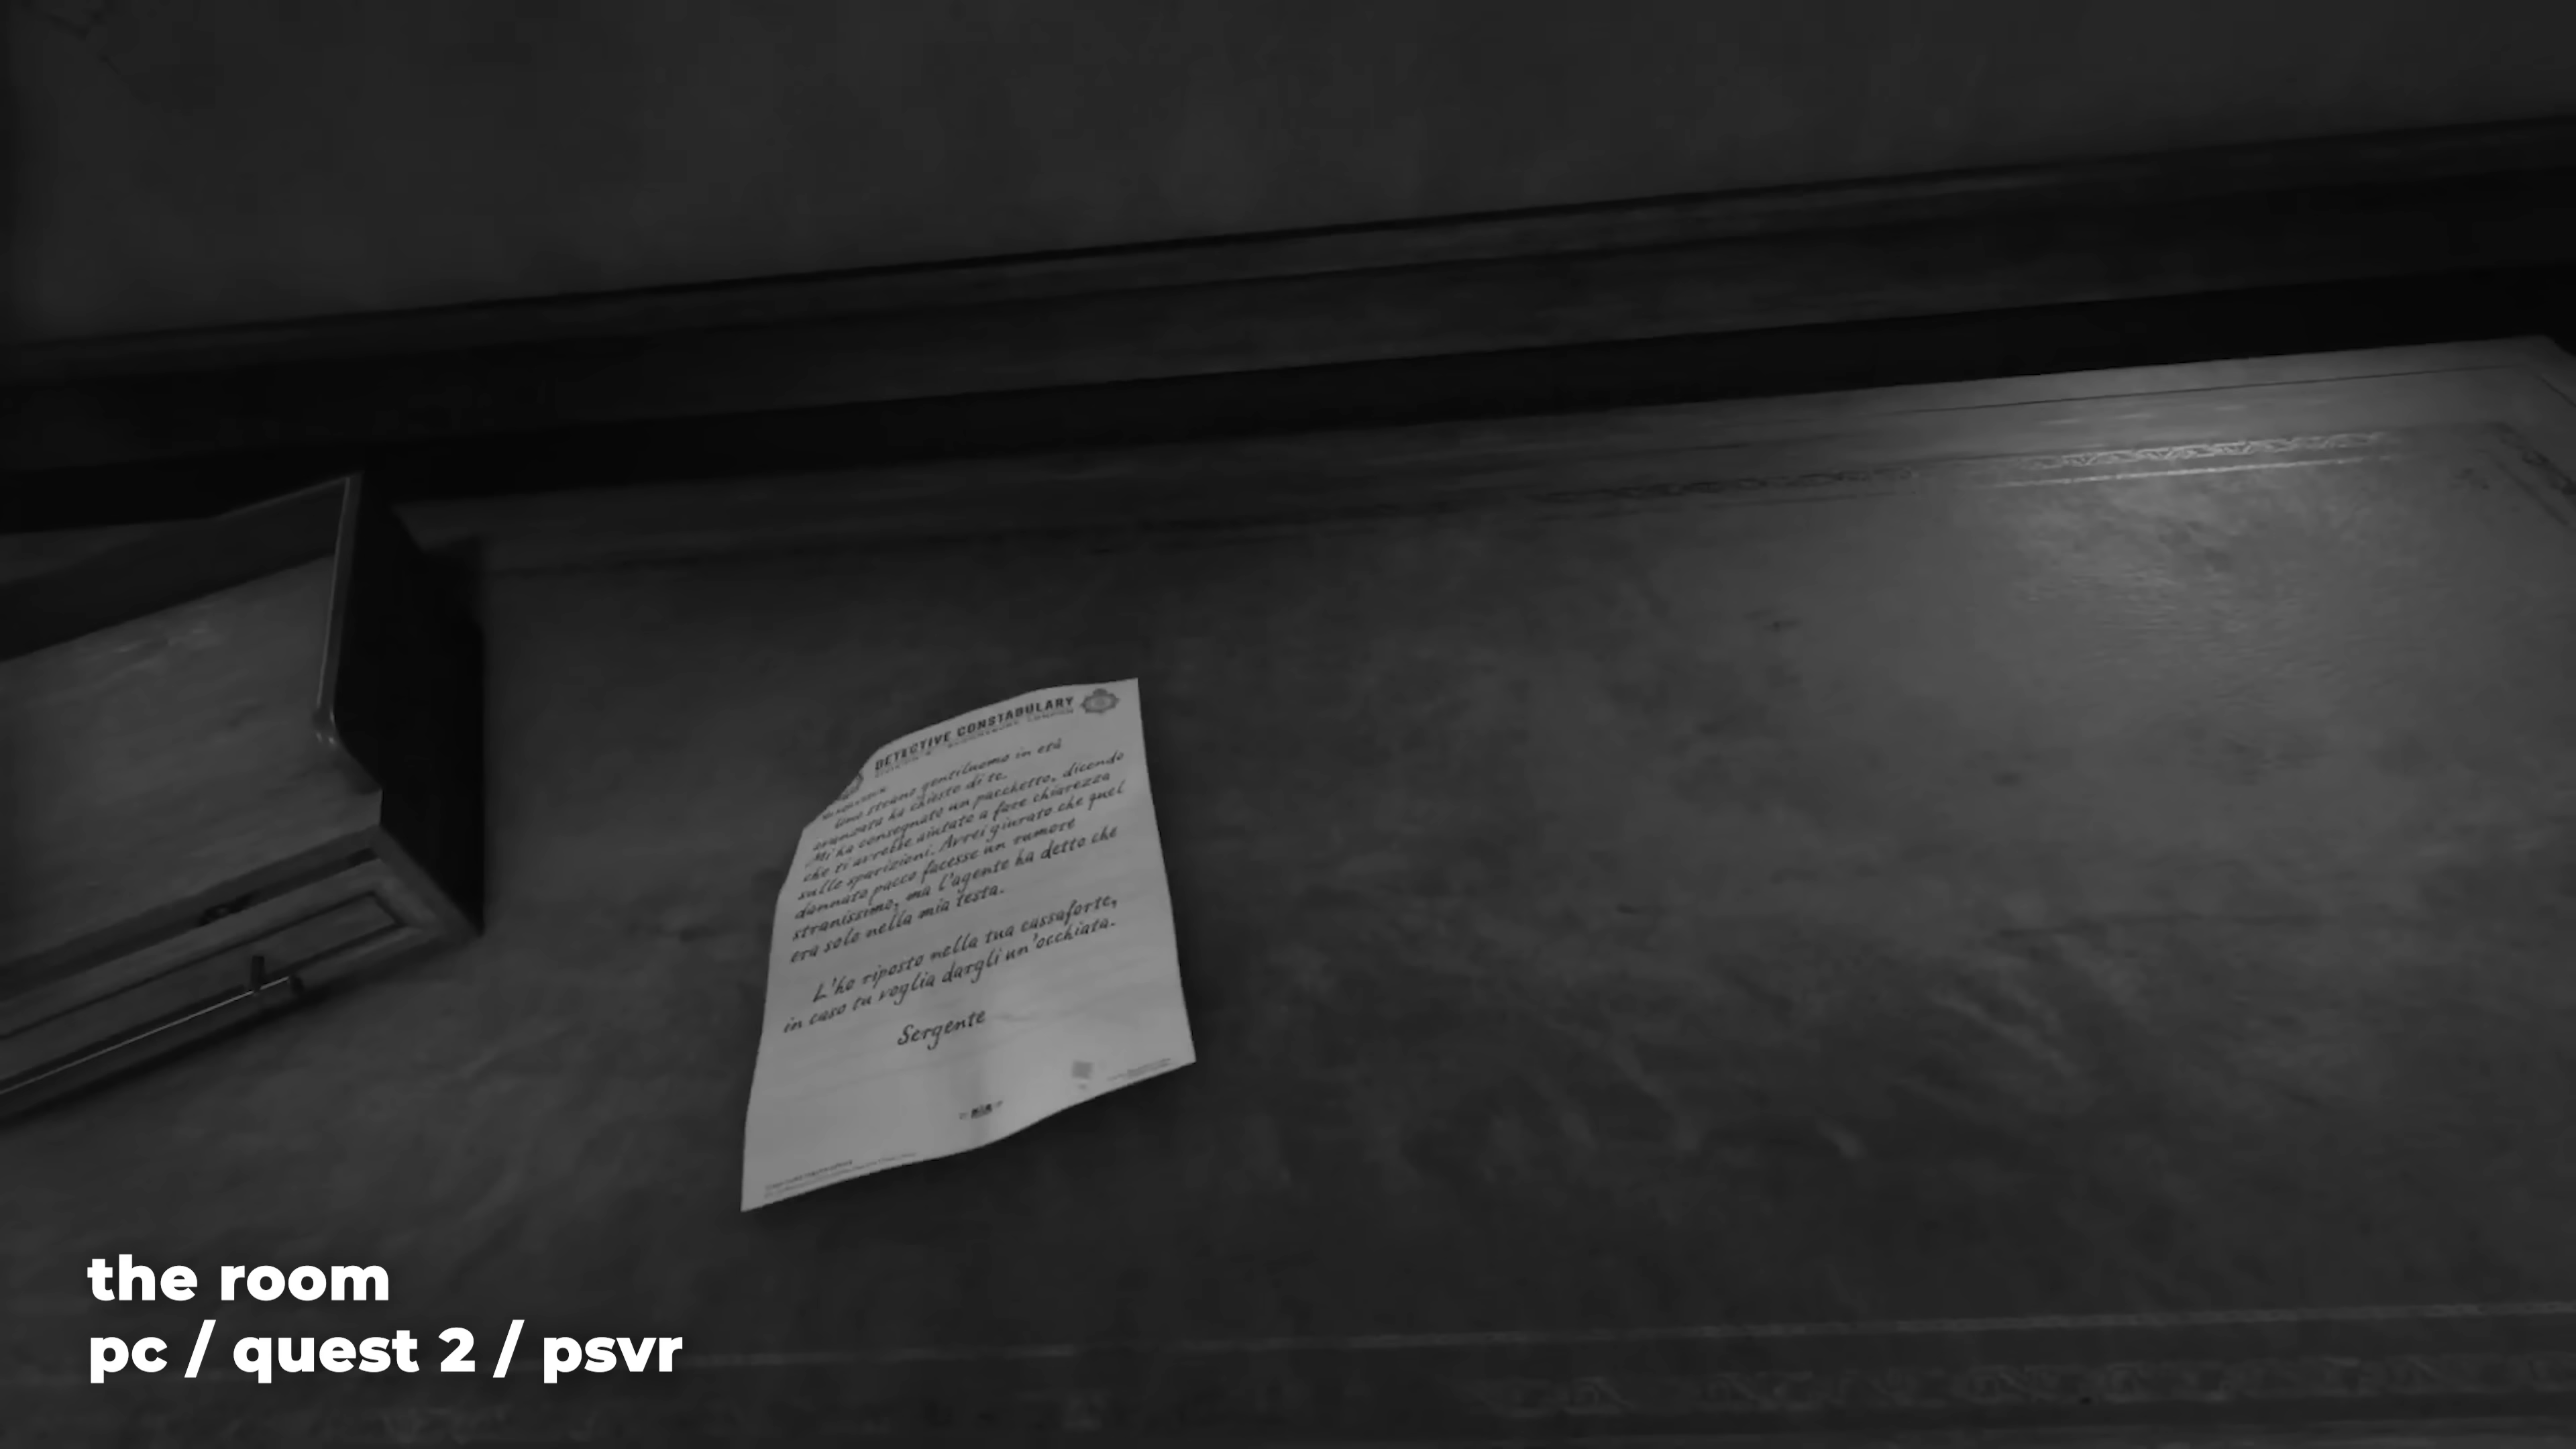 DETECTIVE CONSTABULARY
Uno strano gentiluomo in età
avanzata ha chiesto di te.
Mi ha consegnato un pacchetto, dicendo
che ti avrebbe aiutato a fare chiarezza
sulle sparizioni. Avrei giurato che quel
dannato pacco facesse un rumore
stranissimo, ma l'agente ha detto che
era solo nella mia testa.
L'ho riposto nella tua cassaforte,
in caso tu voglia dargli un'occhiata.
Sergente
the room
pc / quest 2 / psvr